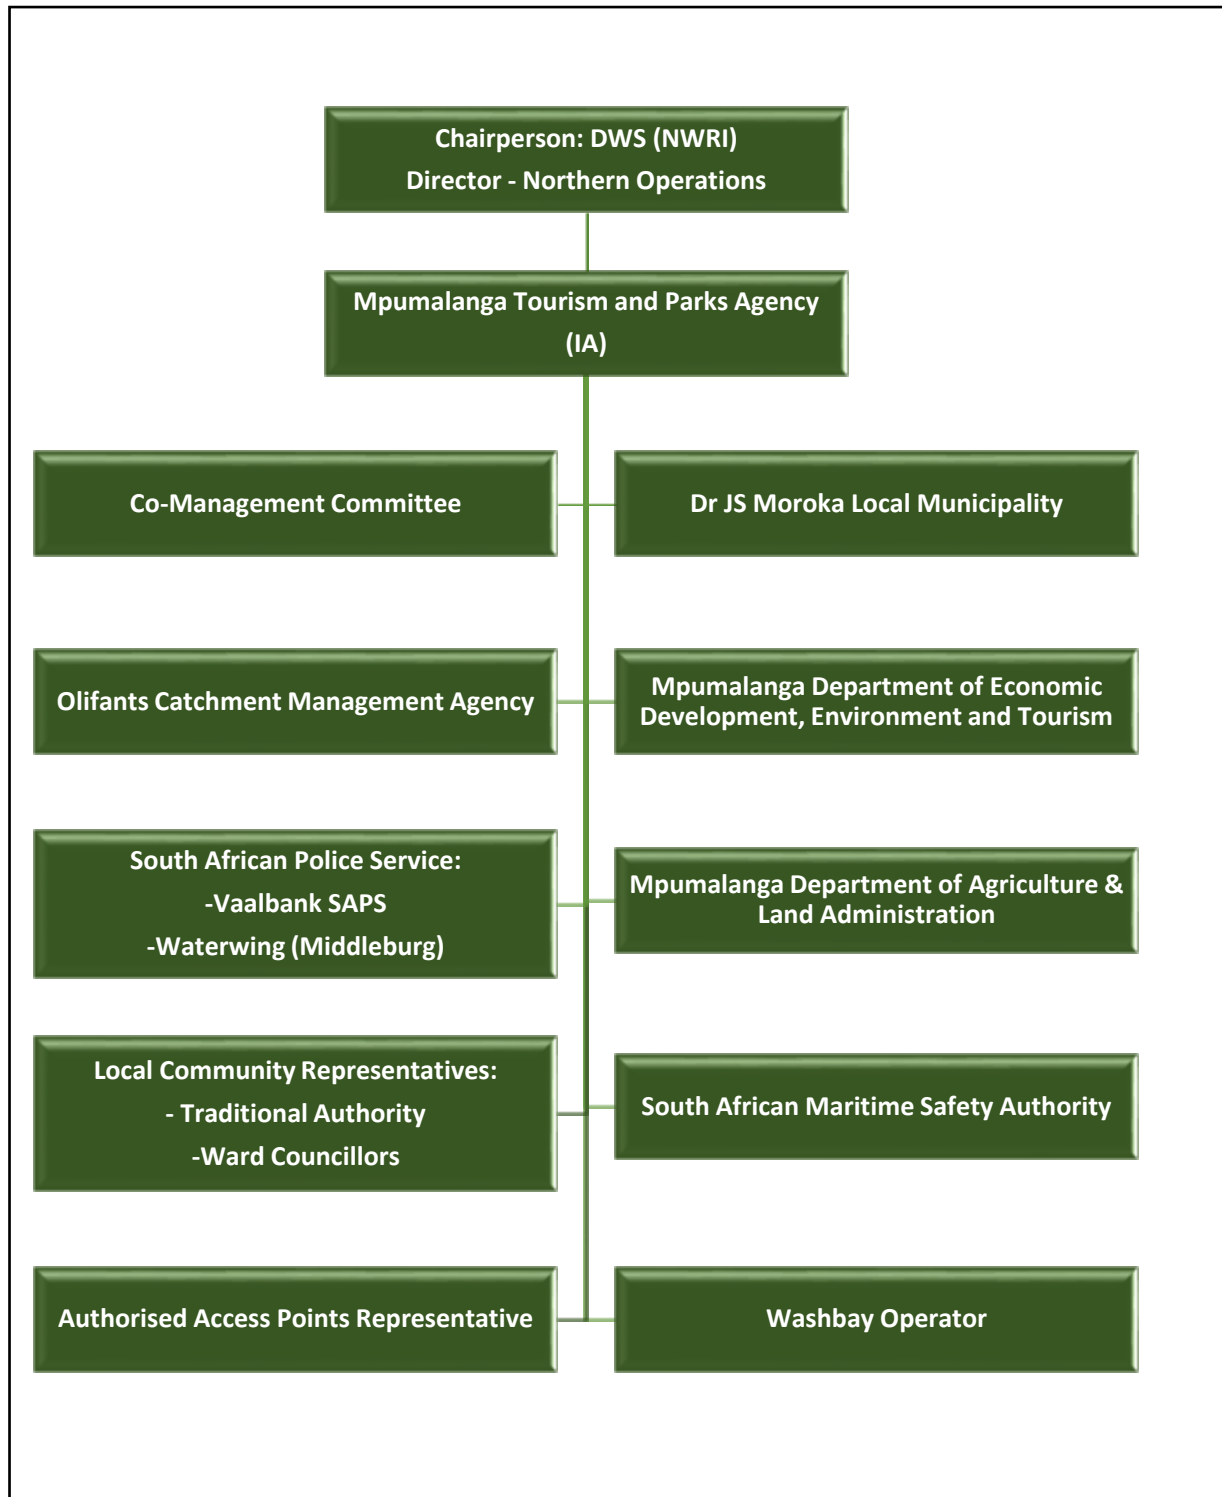 Chairperson: DWS (NWRI)
Director - Northern Operations
Mpumalanga Tourism and Parks Agency
(IA)
Co-Management Committee
Dr JS Moroka Local Municipality
Olifants Catchment Management Agency
Mpumalanga Department of Economic
Development, Environment and Tourism
South African Police Service:
-Vaalbank SAPS
-Waterwing (Middleburg)
Mpumalanga Department of Agriculture &
Land Administration
Local Community Representatives:
- Traditional Authority
-Ward Councillors
South African Maritime Safety Authority
Authorised Access Points Representative
Washbay Operator